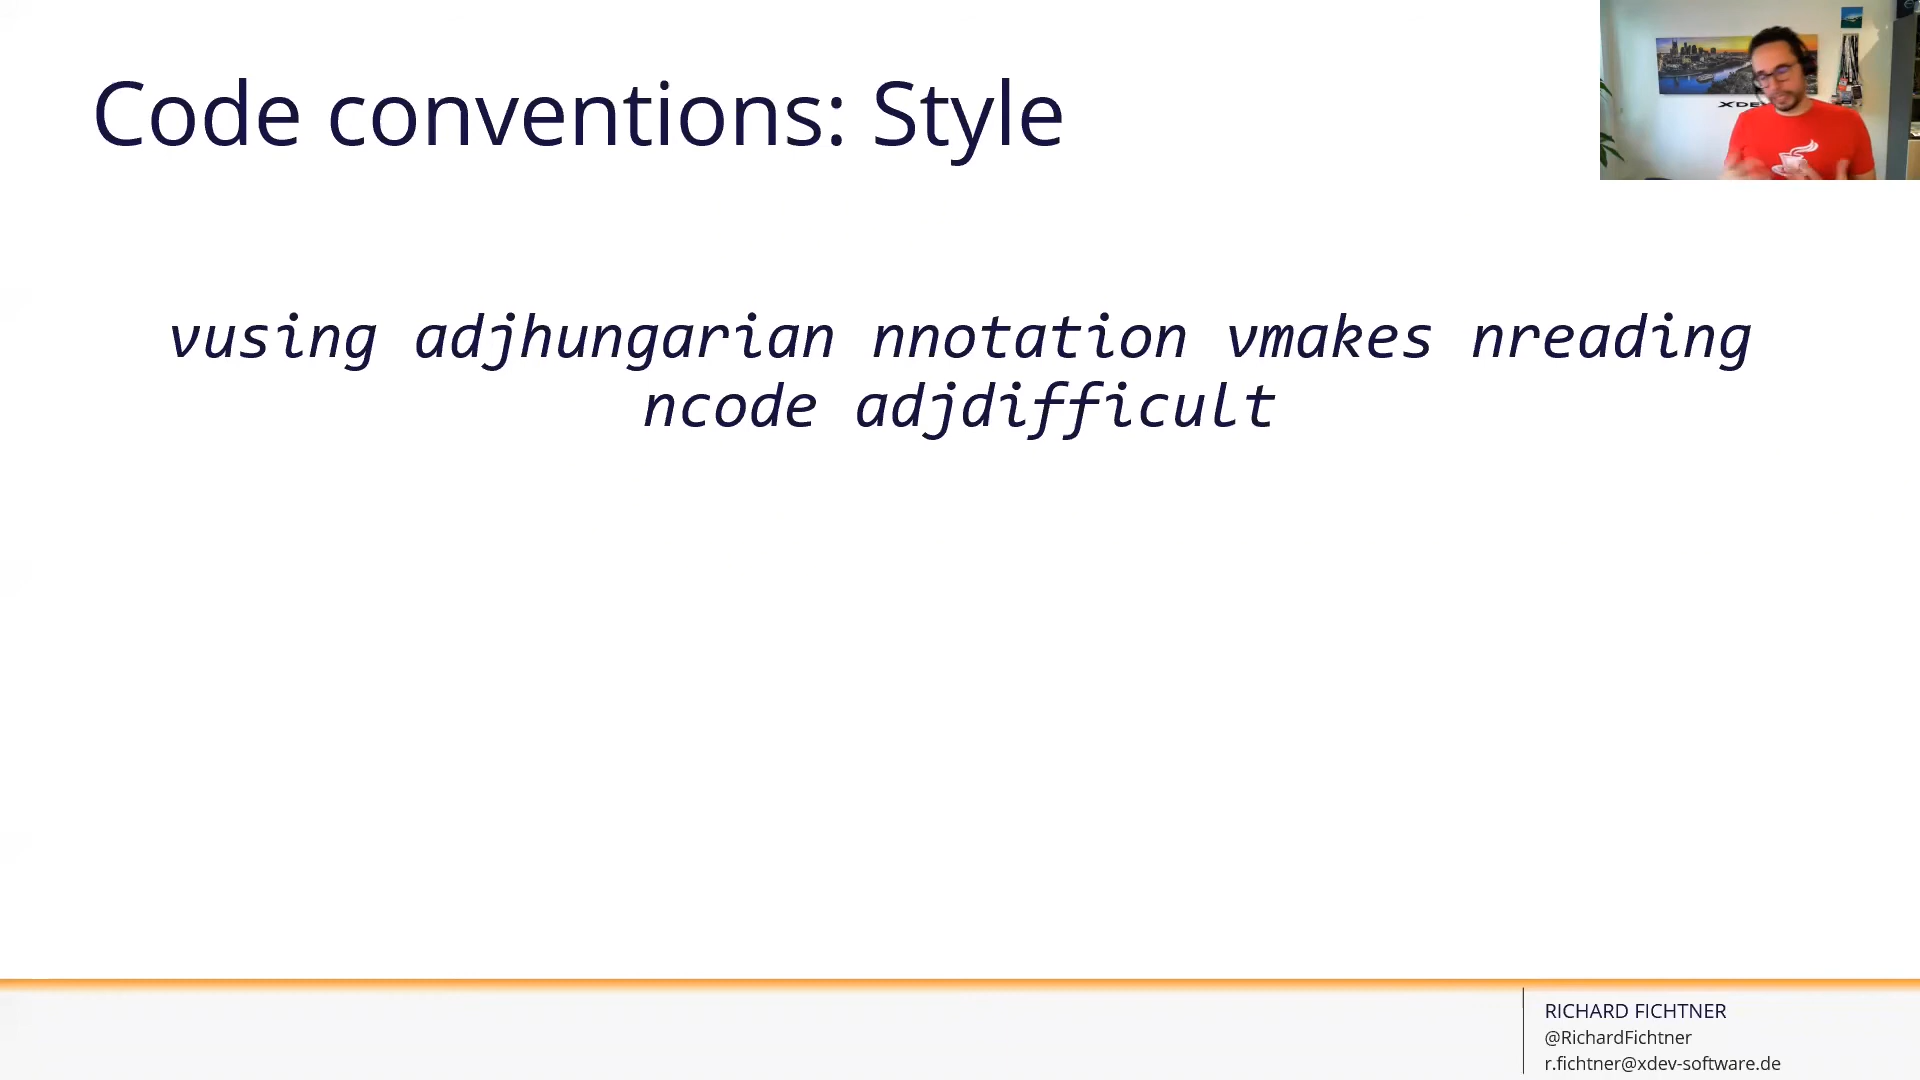 Code conventions: Style
vusing adjhungarian nnotation vmakes nreading
ncode adjdifficult
RICHARD FICHTNER
@RichardFichtner
r.fichtner@xdev-software.de